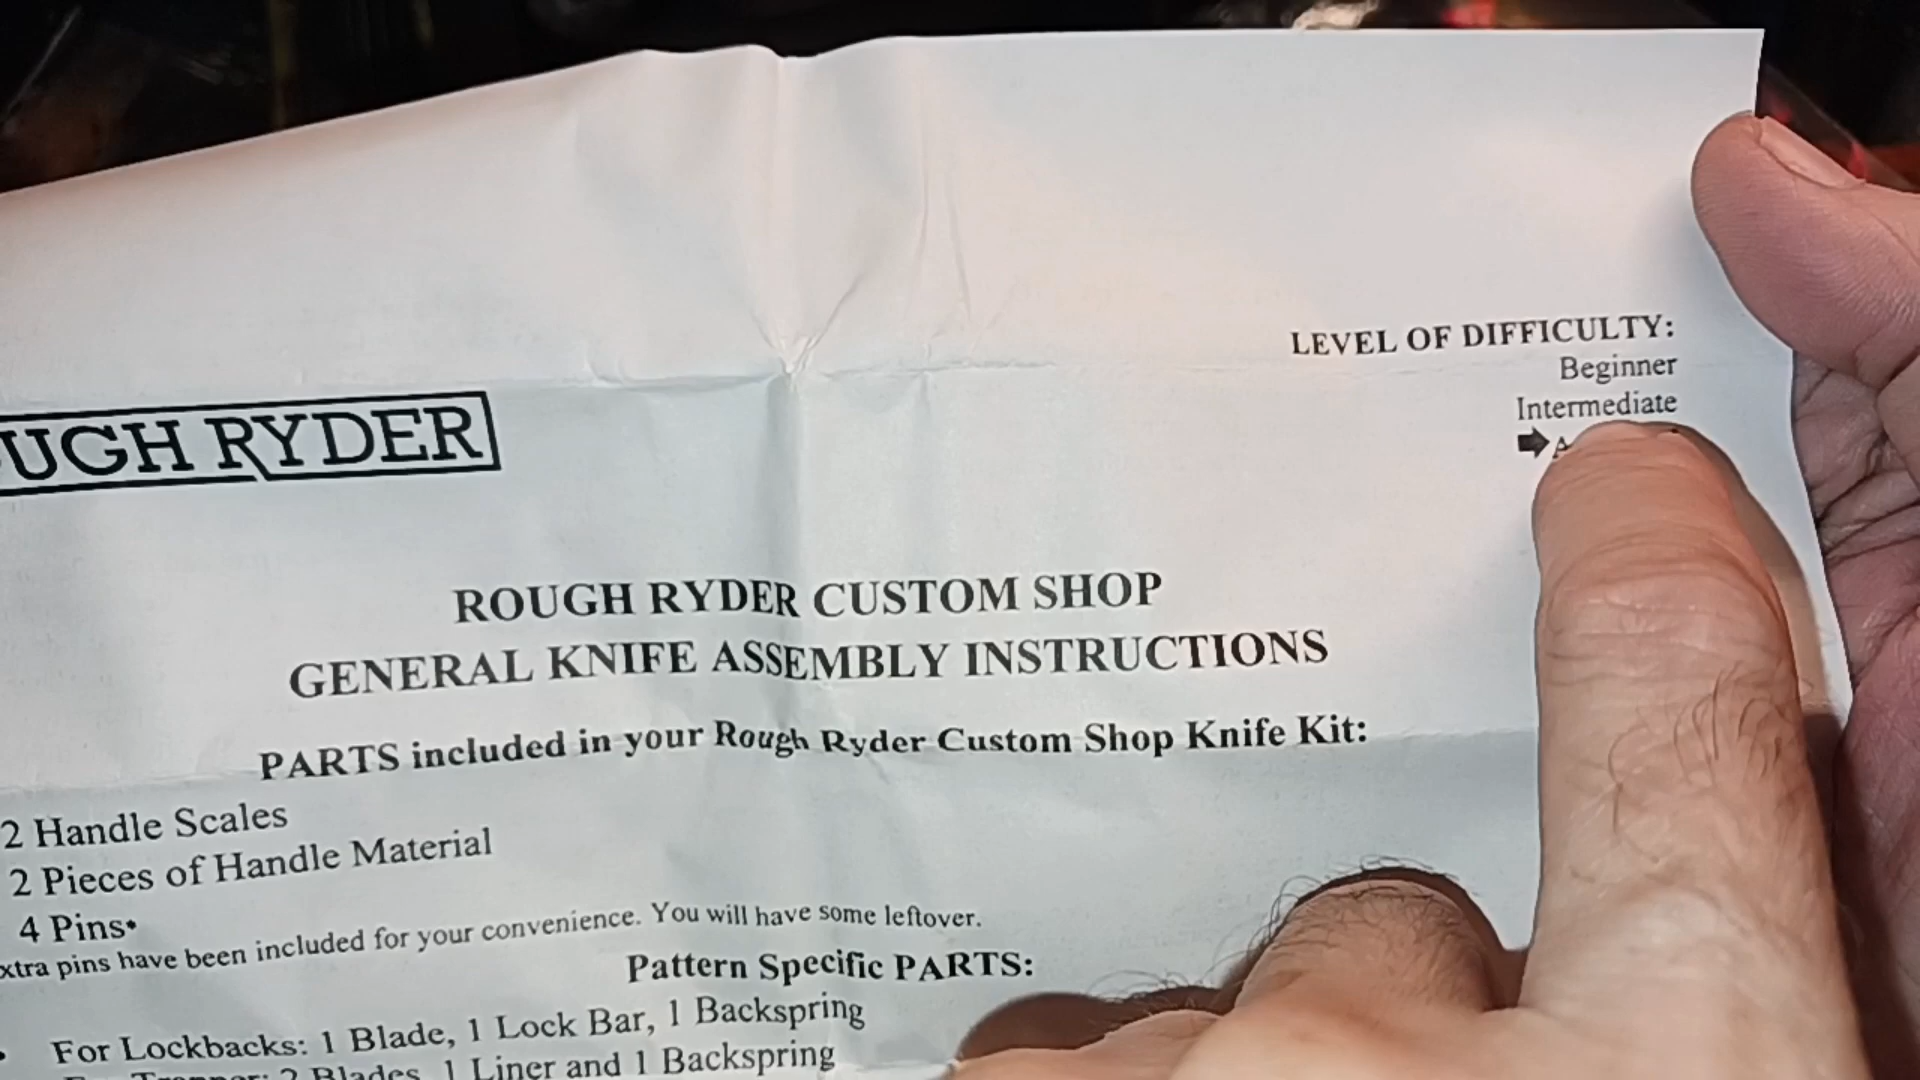 UGH RYDER
LEVEL OF DIFFICULTY:
Beginner
Intermediate
ROUGH RYDER CUSTOM SHOP
GENERAL KNIFE ASSEMBLY INSTRUCTIONS
PARTS included in your Rough Ryder Custom Shop Knife Kit:
2 Handle Scales
2 Pieces of Handle Material
4 Pins*
xtra pins have been included for your convenience. You will have some leftover.
Pattern Specific PARTS:
For Lockbacks: 1 Blade, 1 Lock Bar, 1 Backspring
2 Blades, 1 Liner and 1 Backspring